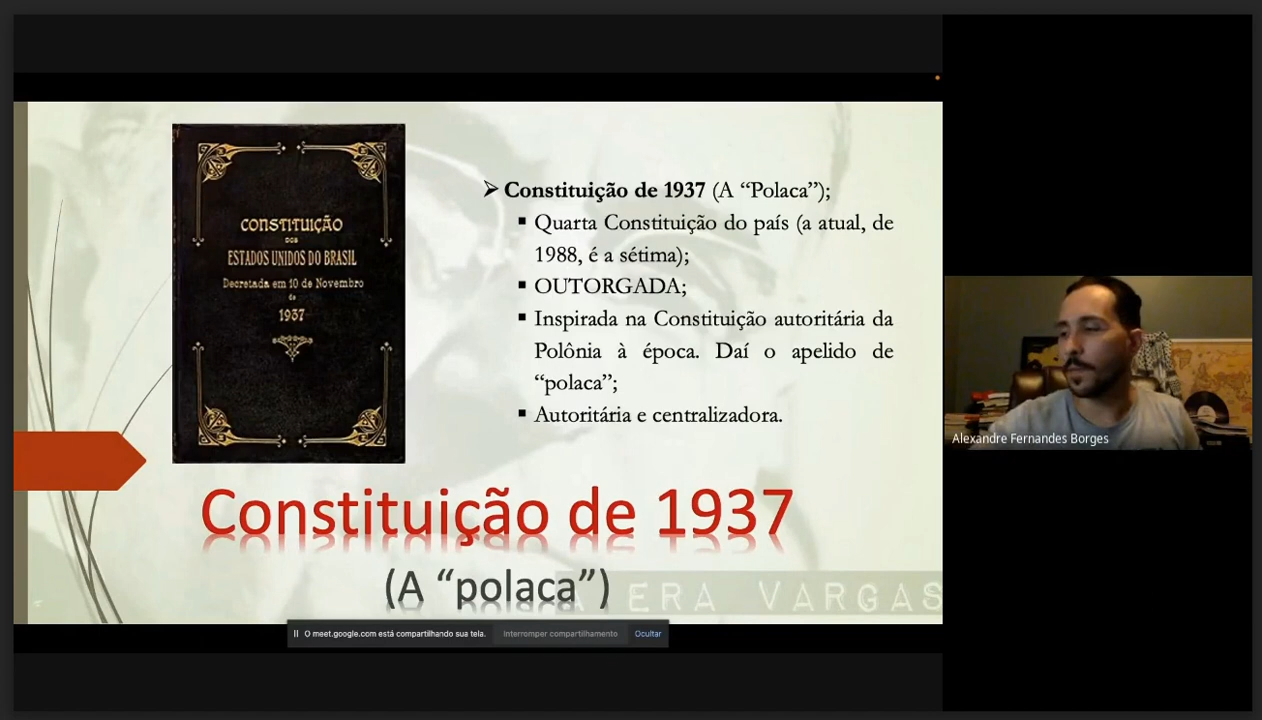 CONSTITUIÇÃO
DOS
ESTADOS UNIDOS DO BRASIL
Decretada em 10 de Novembro
de
1937
➢ Constituição de 1937 (A “Polaca”);
▪ Quarta Constituição do país (a atual, de
1988, é a sétima);
▪ OUTORGADA;
▪ Inspirada na Constituição autoritária da
Polônia à época. Daí o apelido de
“polaca”;
▪ Autoritária e centralizadora.
Constituição de 1937
(A “polaca”)
A ERA VARGAS
O meet.google.com está compartilhando sua tela. Interromper compartilhamento Ocultar
Alexandre Fernandes Borges